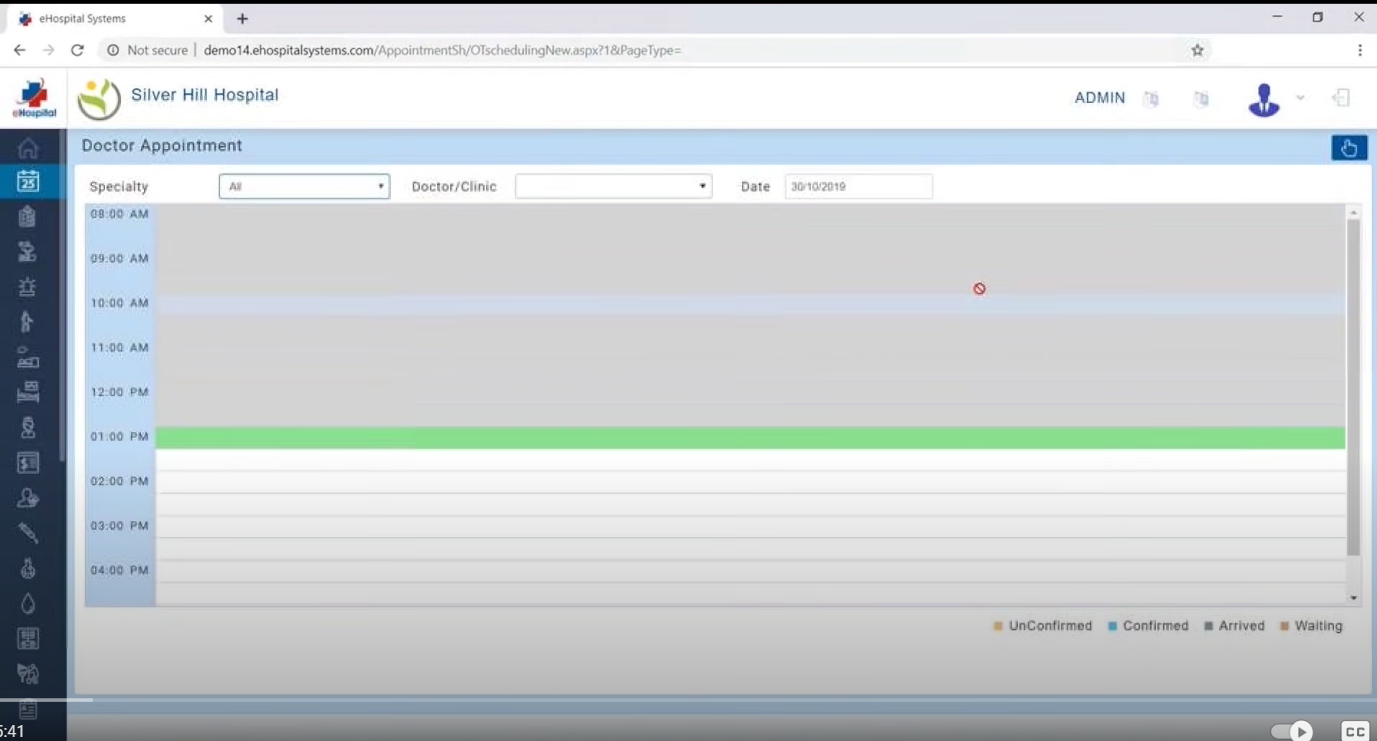 eHospital Systems
Not secure | demo14.ehospitalsystems.com/AppointmentSh/OTschedulingNew.aspx?1&PageType=
eHospital
Silver Hill Hospital
ADMIN
Doctor Appointment
25
Specialty All Doctor/Clinic Date 30/10/2019
08:00 AM
09:00 AM
10:00 AM
11:00 AM
12:00 PM
01:00 PM
02:00 PM
03:00 PM
04:00 PM
UnConfirmed Confirmed Arrived Waiting
5:41
CC